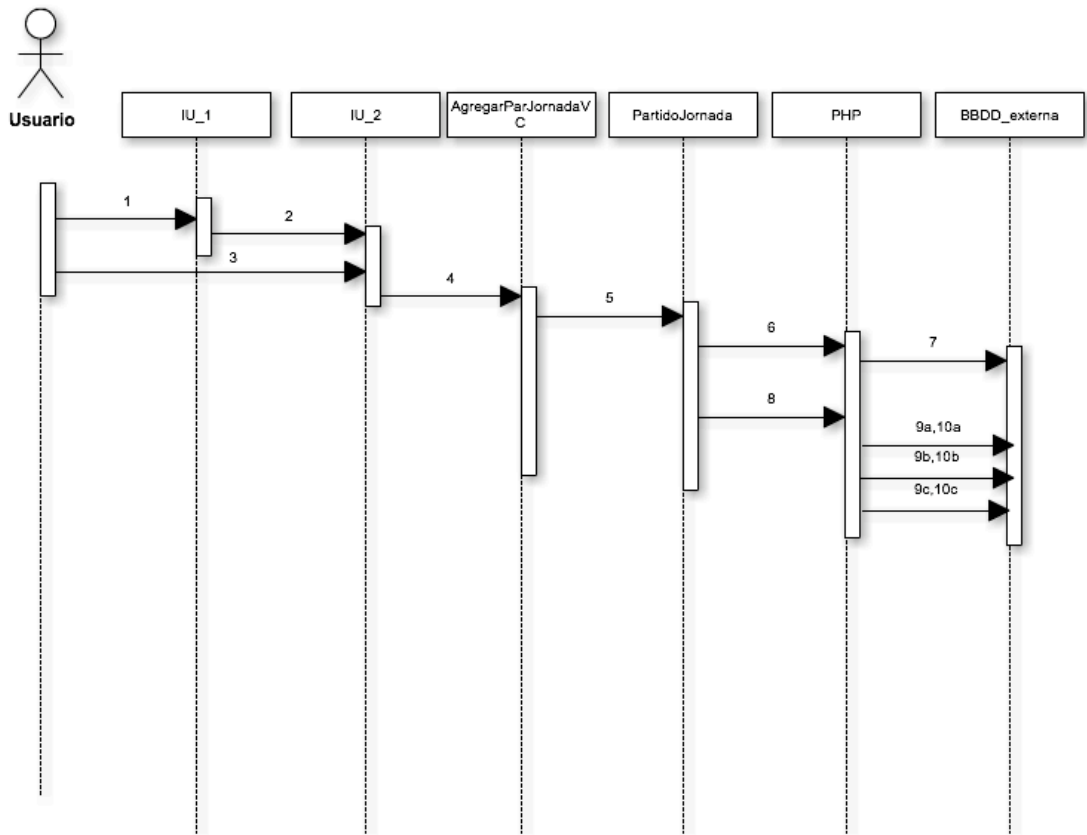 Usuario
IU_1
IU_2
AgregarParJornadaV
C
PartidoJornada
PHP
BBDD_externa
1
2
3
4
5
6
7
8
9a,10a
9b,10b
9c,10c